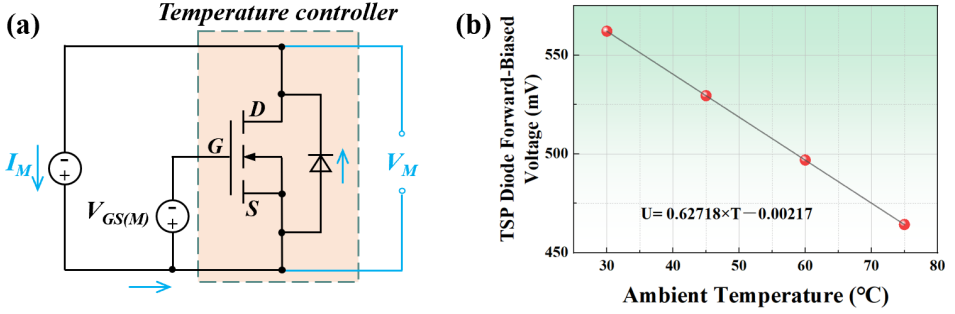 (a)
Temperature controller
D
G
S
I_M
V_GS(M)
V_M
-
+
-
+
(b)
TSP Diode Forward-Biased
Voltage (mV)
550
500
450
U= 0.62718×T−0.00217
30 40 50 60 70 80
Ambient Temperature (℃)